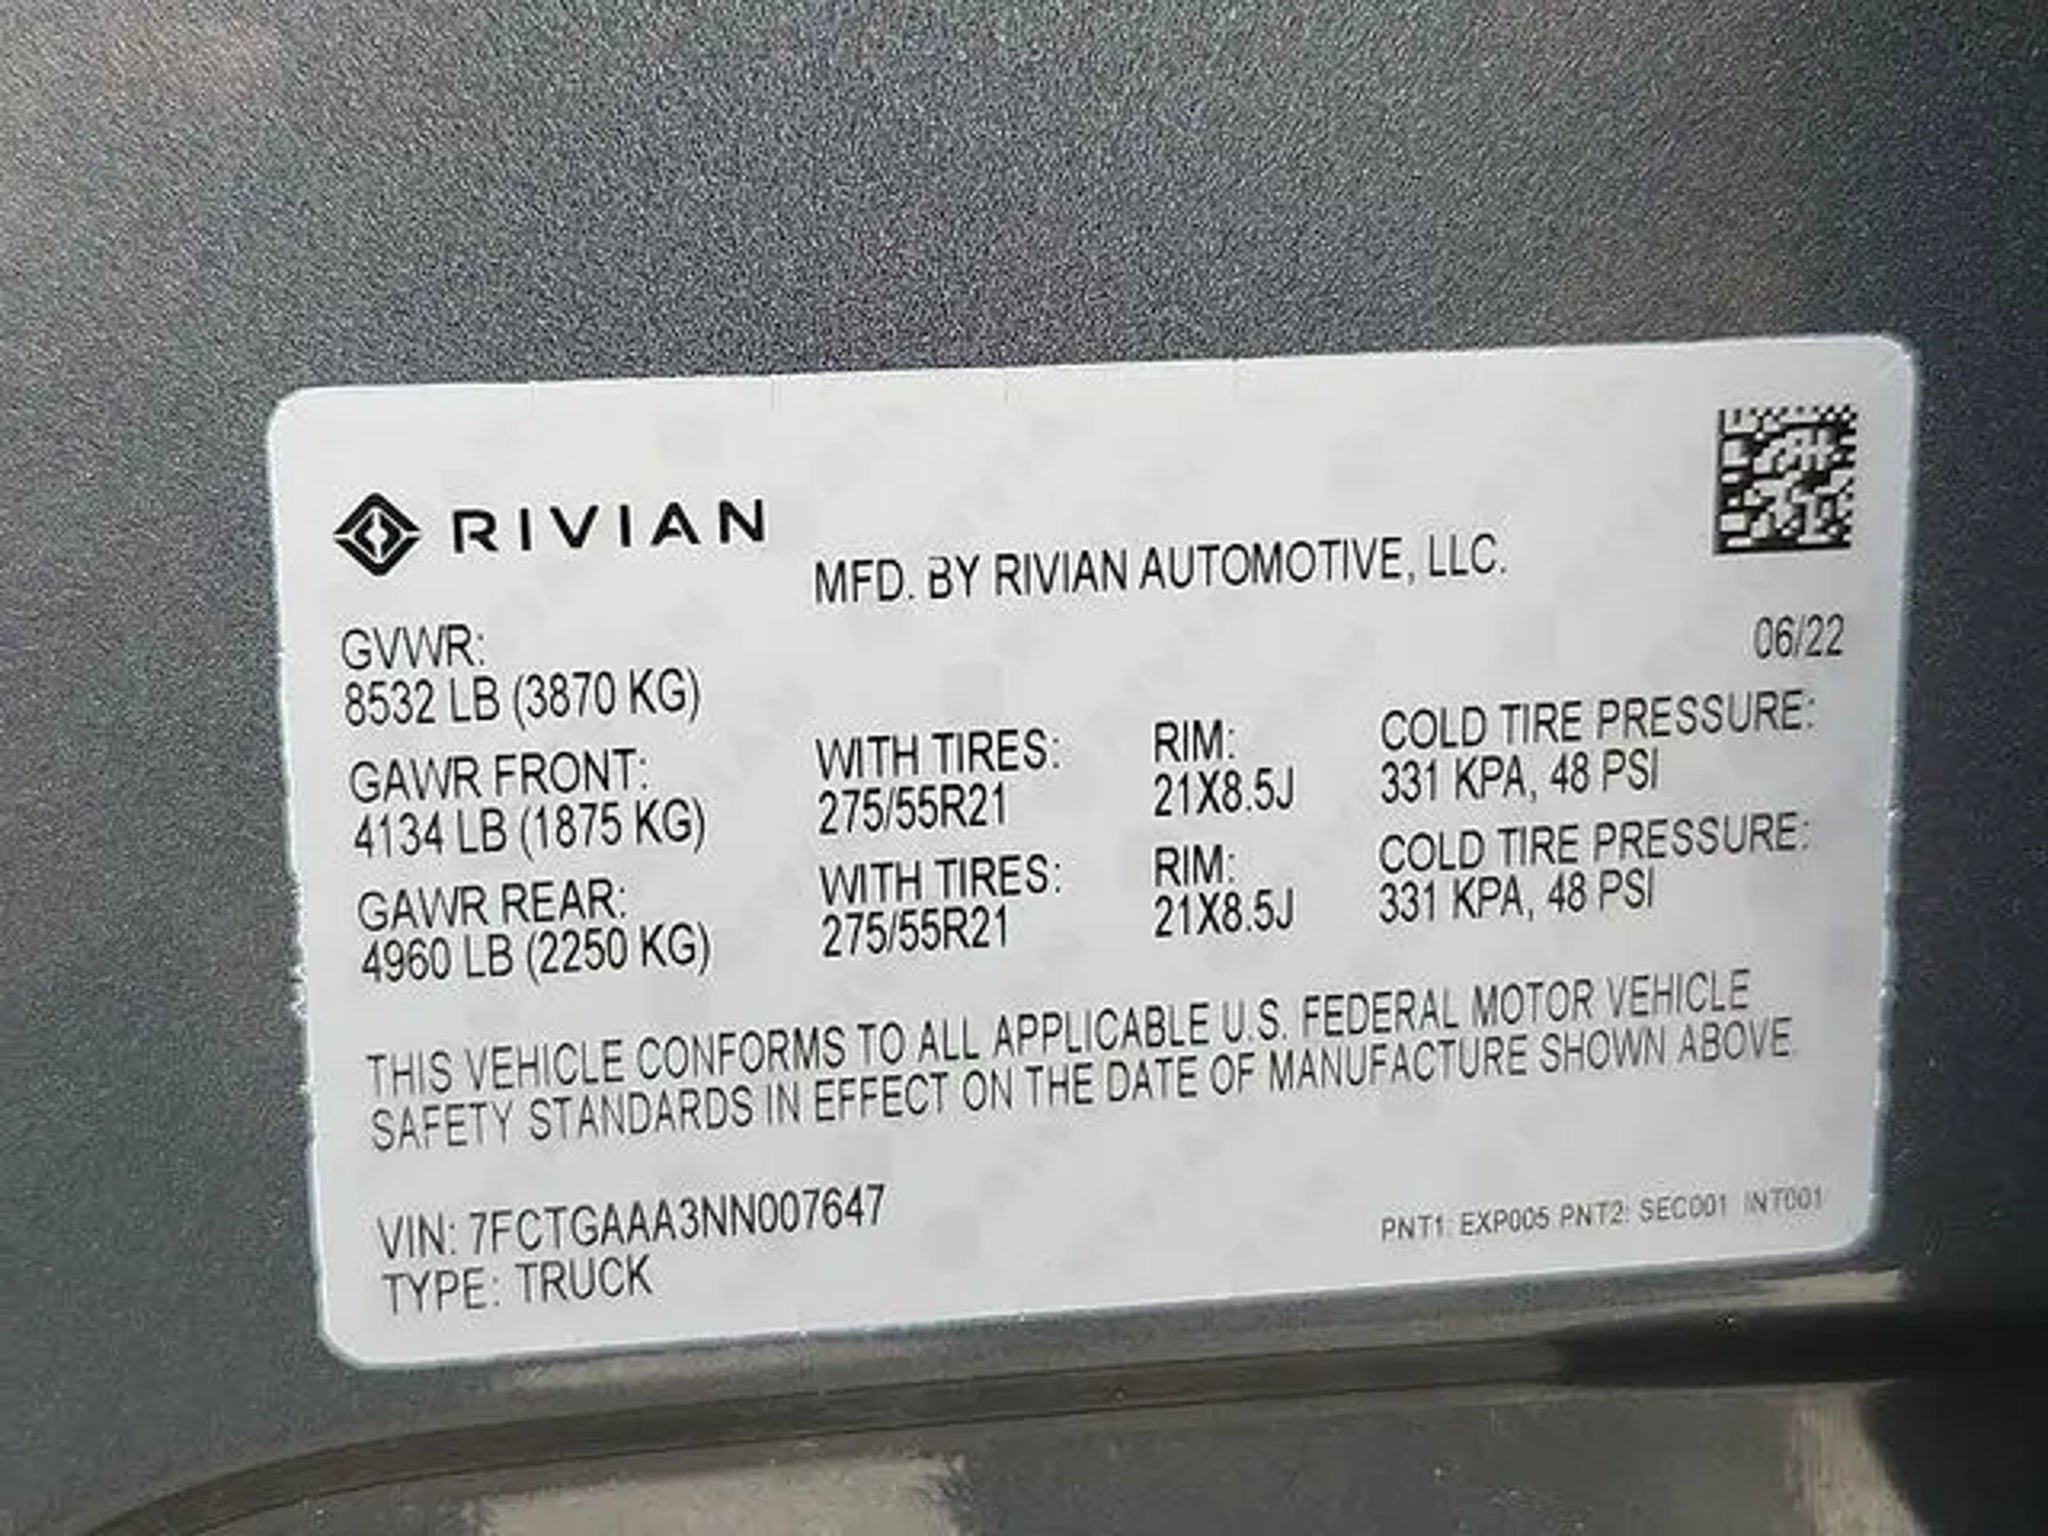 RIVIAN
MFD. BY RIVIAN AUTOMOTIVE, LLC.
06/22
GVWR:
8532 LB (3870 KG)
GAWR FRONT: WITH TIRES: RIM: COLD TIRE PRESSURE:
4134 LB (1875 KG) 275/55R21 21X8.5J 331 KPA, 48 PSI
GAWR REAR: WITH TIRES: RIM: COLD TIRE PRESSURE:
4960 LB (2250 KG) 275/55R21 21X8.5J 331 KPA, 48 PSI
THIS VEHICLE CONFORMS TO ALL APPLICABLE U.S. FEDERAL MOTOR VEHICLE
SAFETY STANDARDS IN EFFECT ON THE DATE OF MANUFACTURE SHOWN ABOVE.
VIN: 7FCTGAAA3NN007647
TYPE: TRUCK
PNT1: EXP005 PNT2: SEC001 INT001